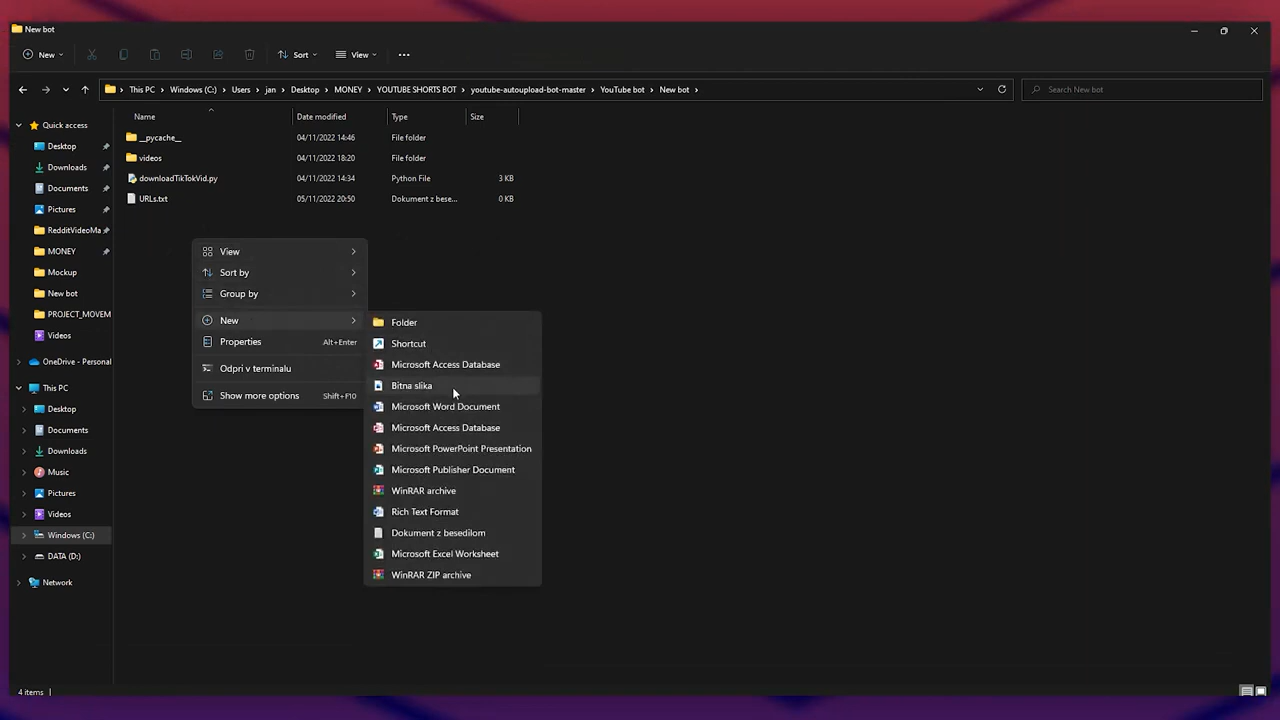 New bot
New
Sort
View
This PC > Windows (C:) > Users > jan > Desktop > MONEY > YOUTUBE SHORTS BOT > youtube-autoupload-bot-master > YouTube bot > New bot >
Search New bot
Name Date modified Type Size
__pycache__ 04/11/2022 14:46 File folder
videos 04/11/2022 18:20 File folder
downloadTikTokVid.py 04/11/2022 14:34 Python File 3 KB
URLs.txt 05/11/2022 20:50 Dokument z bese... 0 KB
Quick access
Desktop
Downloads
Documents
Pictures
RedditVideoMa
MONEY
Mockup
New bot
PROJECT_MOVEM
Videos
OneDrive - Personal
This PC
Desktop
Documents
Downloads
Music
Pictures
Videos
Windows (C:)
DATA (D:)
Network
View
Sort by
Group by
New
Properties Alt+Enter
Odpri v terminalu
Show more options Shift+F10
Folder
Shortcut
Microsoft Access Database
Bitna slika
Microsoft Word Document
Microsoft Access Database
Microsoft PowerPoint Presentation
Microsoft Publisher Document
WinRAR archive
Rich Text Format
Dokument z besedilom
Microsoft Excel Worksheet
WinRAR ZIP archive
4 items